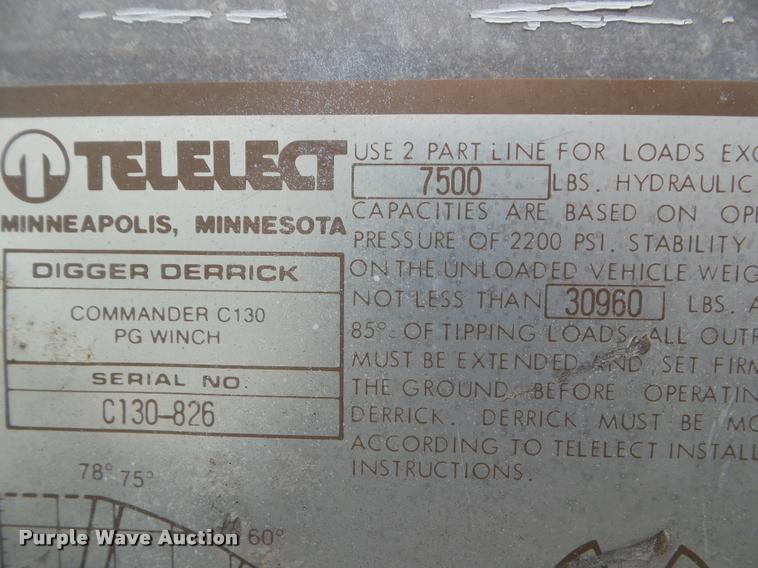 TELELECT
MINNEAPOLIS, MINNESOTA
DIGGER DERRICK
COMMANDER C130
PG WINCH
SERIAL NO.
C130-826
USE 2 PART LINE FOR LOADS EXC
7500 LBS. HYDRAULIC
CAPACITIES ARE BASED ON OPE
PRESSURE OF 2200 PSI. STABILITY
ON THE UNLOADED VEHICLE WEIG
NOT LESS THAN 30960 LBS. A
85° OF TIPPING LOADS. ALL OUTR
MUST BE EXTENDED AND SET FIRM
THE GROUND BEFORE OPERATIN
DERRICK. DERRICK MUST BE MO
ACCORDING TO TELELECT INSTALL
INSTRUCTIONS.
78° 75°
60°
Purple Wave Auction